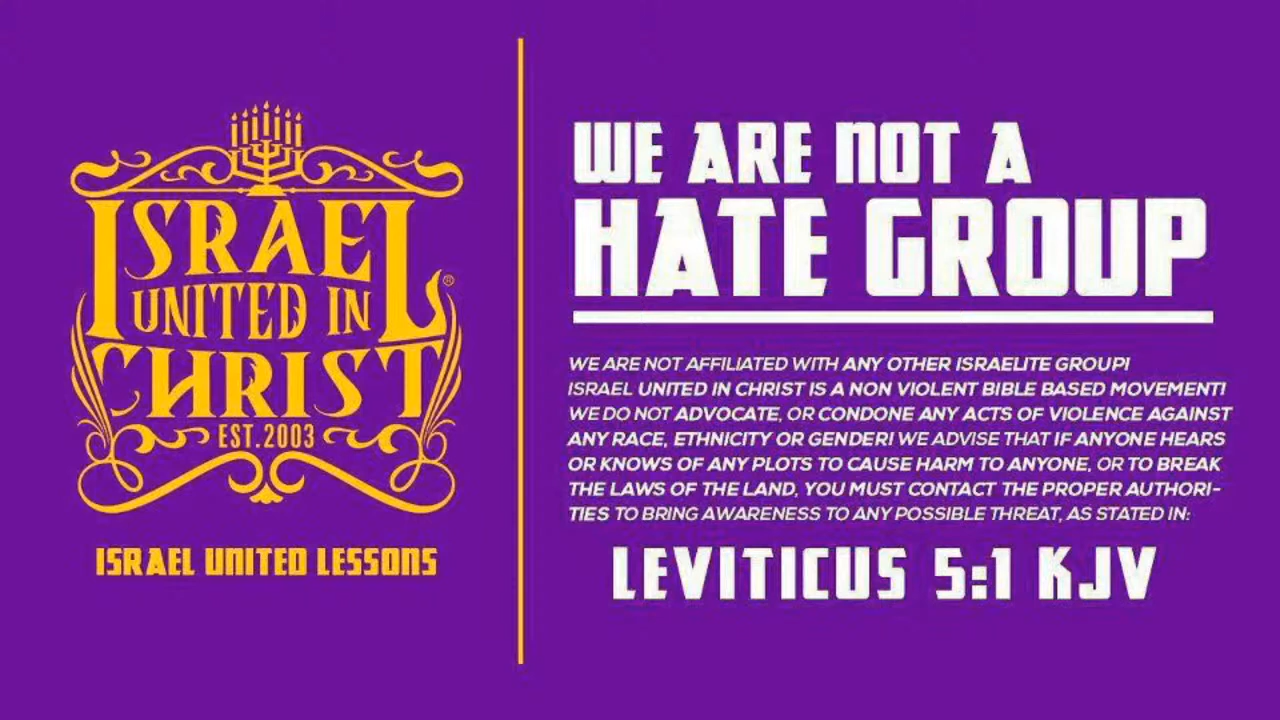 ISRAEL
UNITED IN
CHRIST
EST.2003
ISRAEL UNITED LESSONS
WE ARE NOT A
HATE GROUP
WE ARE NOT AFFILIATED WITH ANY OTHER ISRAELITE GROUP!
ISRAEL UNITED IN CHRIST IS A NON VIOLENT BIBLE BASED MOVEMENT!
WE DO NOT ADVOCATE, OR CONDONE ANY ACTS OF VIOLENCE AGAINST
ANY RACE, ETHNICITY OR GENDER! WE ADVISE THAT IF ANYONE HEARS
OR KNOWS OF ANY PLOTS TO CAUSE HARM TO ANYONE, OR TO BREAK
THE LAWS OF THE LAND, YOU MUST CONTACT THE PROPER AUTHORI-
TIES TO BRING AWARENESS TO ANY POSSIBLE THREAT, AS STATED IN:
LEVITICUS 5:1 KJV